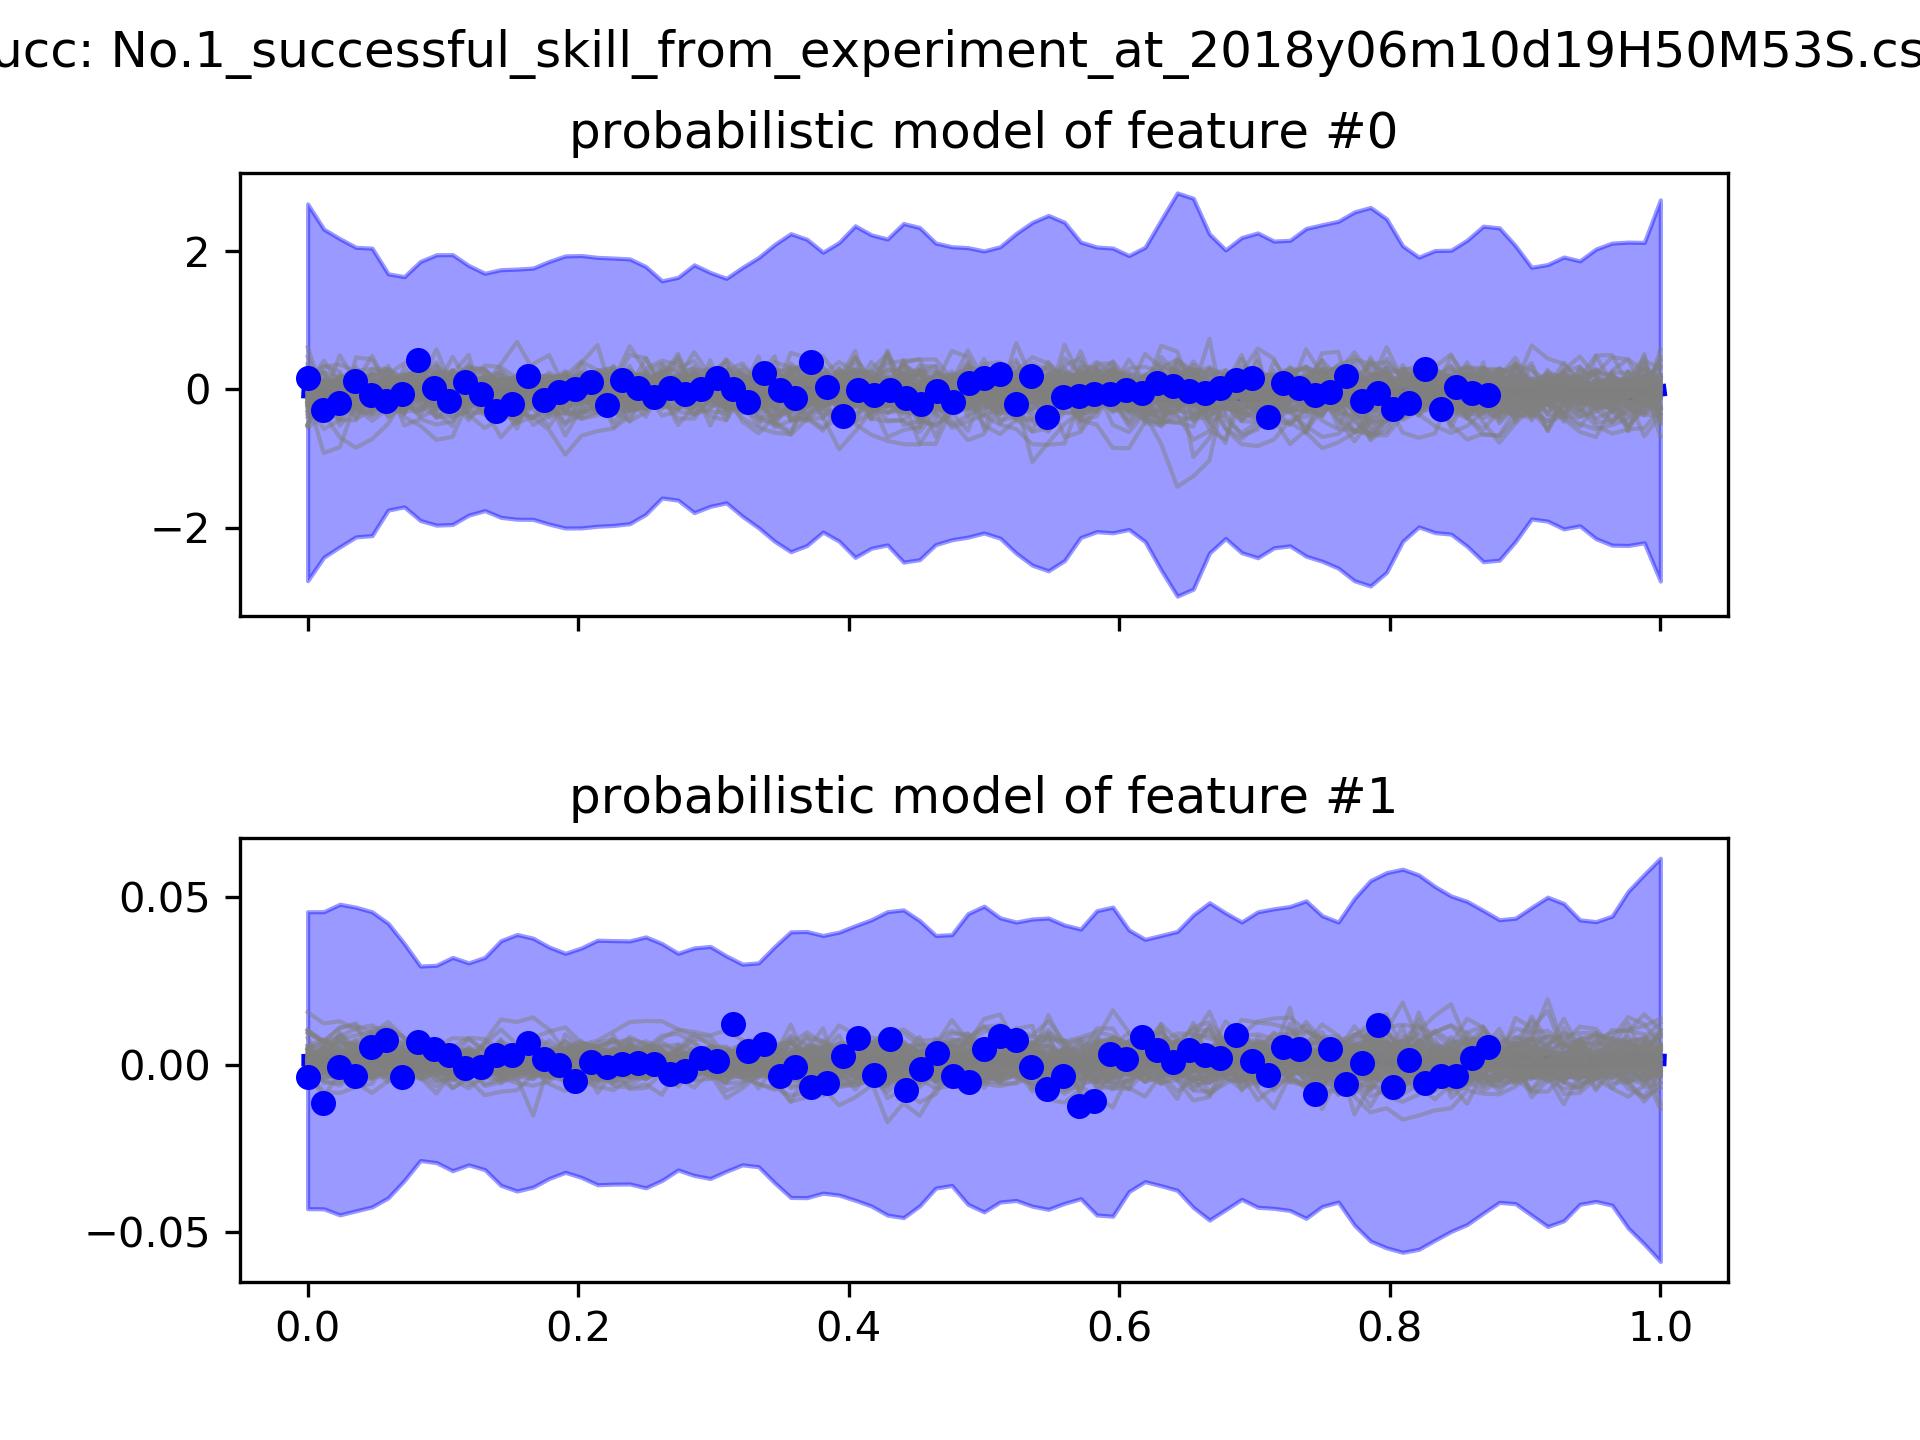 ucc: No.1_successful_skill_from_experiment_at_2018y06m10d19H50M53S.cs
probabilistic model of feature #0
2
0
−2
probabilistic model of feature #1
0.05
0.00
−0.05
0.0 0.2 0.4 0.6 0.8 1.0